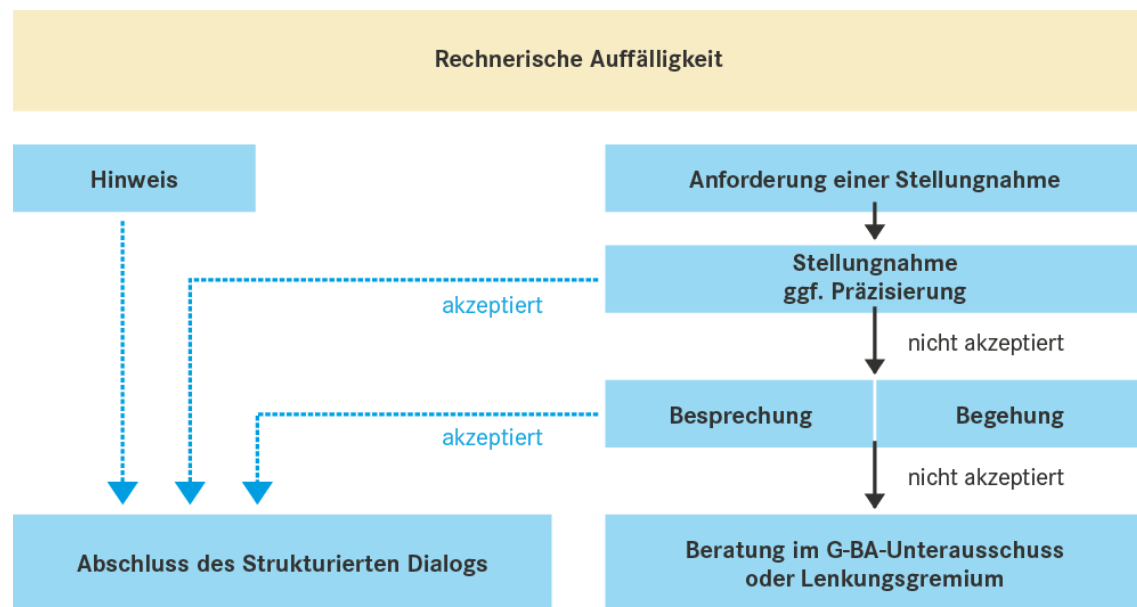 Rechnerische Auffälligkeit
Hinweis
Anforderung einer Stellungnahme
Stellungnahme
ggf. Präzisierung
akzeptiert
nicht akzeptiert
Besprechung
Begehung
akzeptiert
nicht akzeptiert
Abschluss des Strukturierten Dialogs
Beratung im G-BA-Unterausschuss
oder Lenkungsgremium